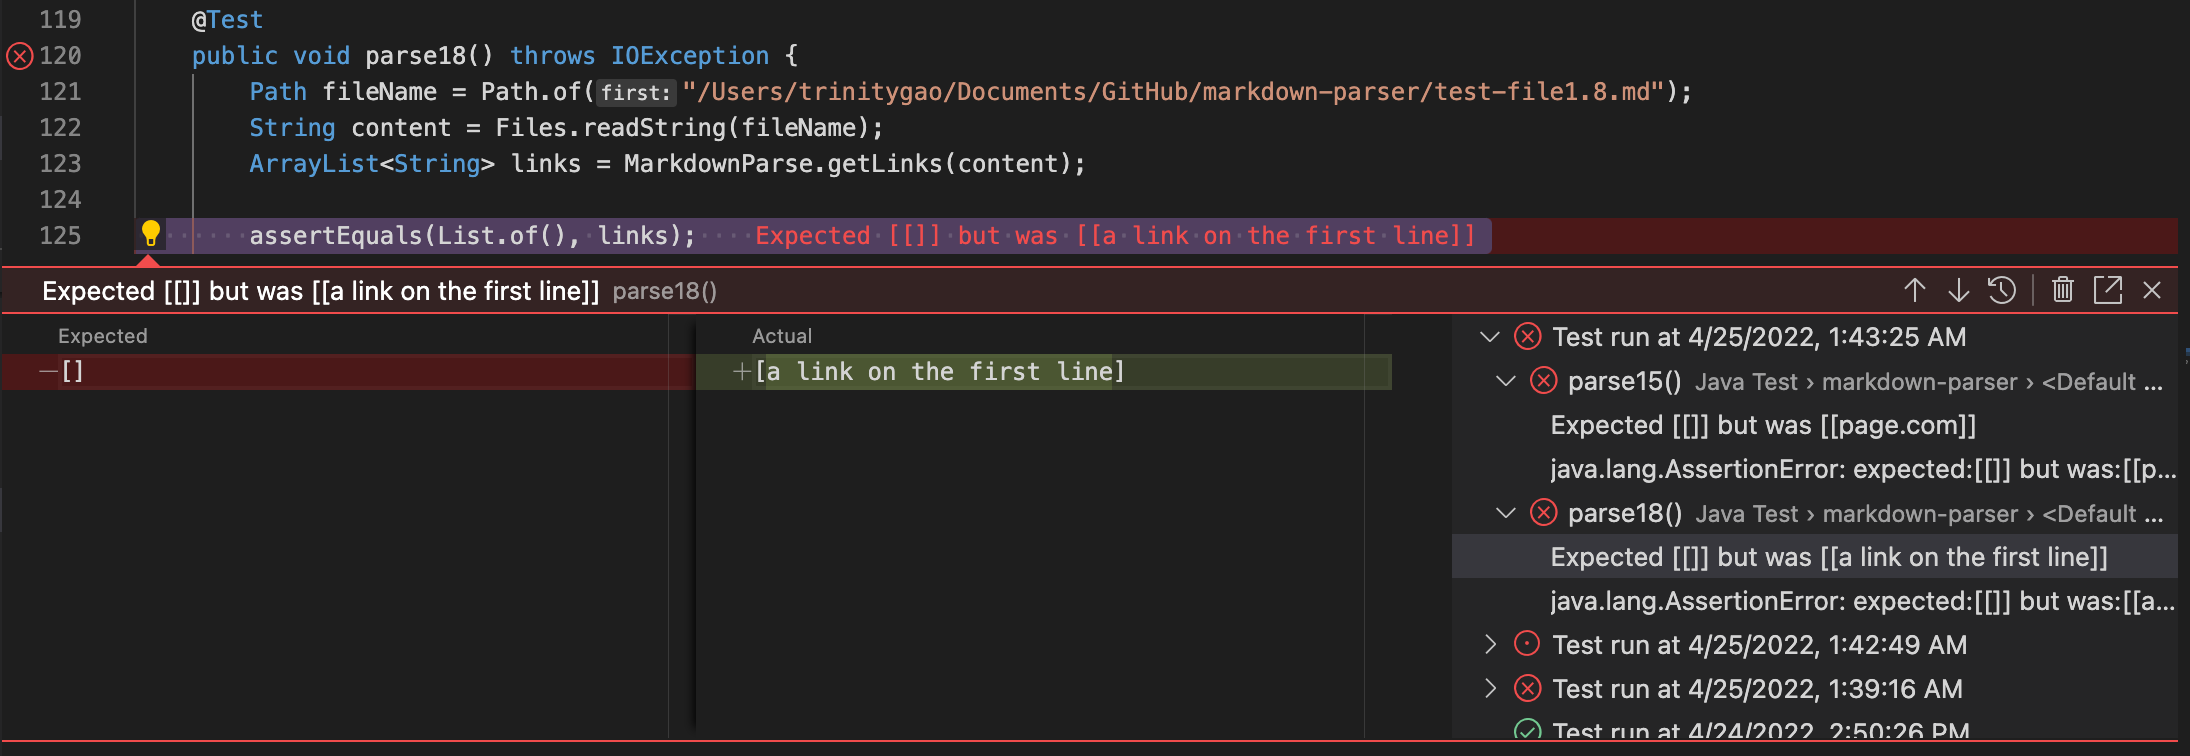 119 @Test
120 public void parse18() throws IOException {
121 Path fileName = Path.of(first: "/Users/trinitygao/Documents/GitHub/markdown-parser/test-file1.8.md");
122 String content = Files.readString(fileName);
123 ArrayList<String> links = MarkdownParse.getLinks(content);
124
125 assertEquals(List.of(), links); Expected [[]] but was [[a link on the first line]]
Expected [[]] but was [[a link on the first line]] parse18()
Expected
−[]
Actual
+[a link on the first line]
Test run at 4/25/2022, 1:43:25 AM
parse15() Java Test › markdown-parser › <Default ...
Expected [[]] but was [[page.com]]
java.lang.AssertionError: expected:[[]] but was:[[p...
parse18() Java Test › markdown-parser › <Default ...
Expected [[]] but was [[a link on the first line]]
java.lang.AssertionError: expected:[[]] but was:[[a...
Test run at 4/25/2022, 1:42:49 AM
Test run at 4/25/2022, 1:39:16 AM
Test run at 4/24/2022, 2:50:26 PM